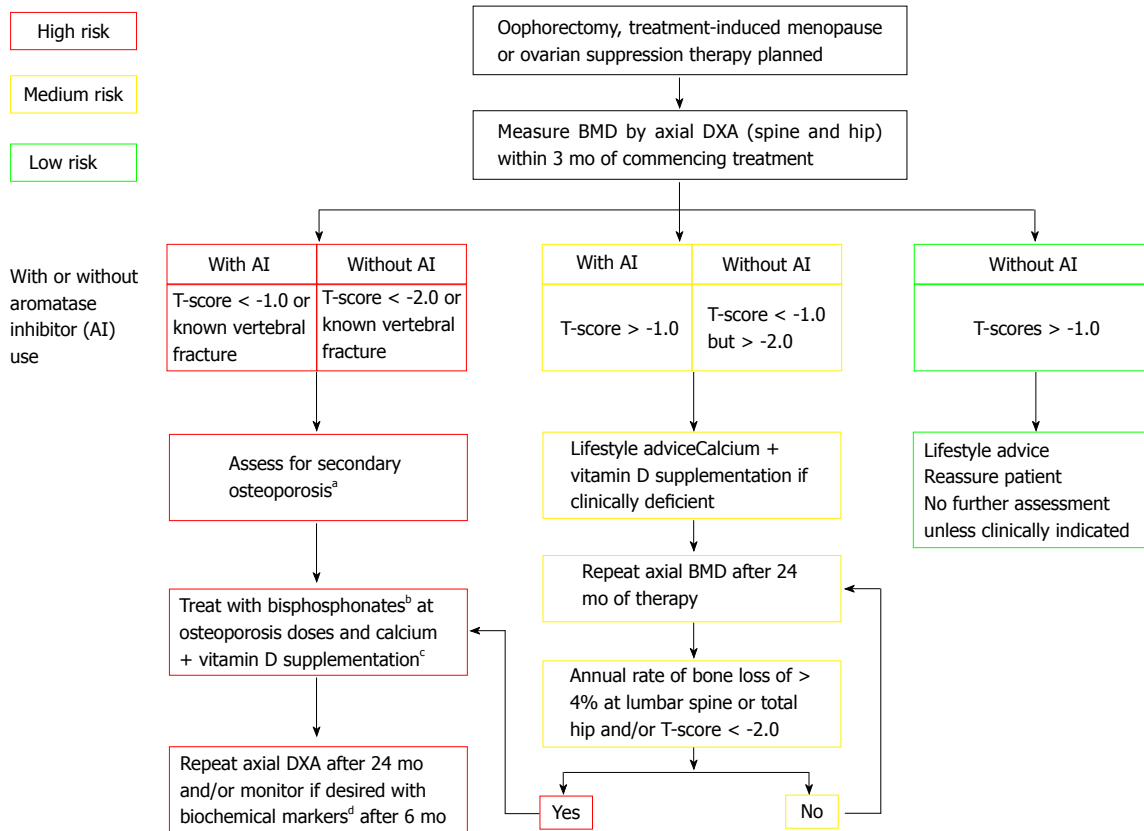 High risk
Medium risk
Low risk
Oophorectomy, treatment-induced menopause
or ovarian suppression therapy planned
Measure BMD by axial DXA (spine and hip)
within 3 mo of commencing treatment
With or without
aromatase
inhibitor (AI)
use
With AI
Without AI
T-score < -1.0 or
known vertebral
fracture
T-score < -2.0 or
known vertebral
fracture
With AI
Without AI
T-score > -1.0
T-score < -1.0
but > -2.0
Without AI
T-scores > -1.0
Assess for secondary
osteoporosisa
Treat with bisphosphonatesb at
osteoporosis doses and calcium
+ vitamin D supplementationc
Repeat axial DXA after 24 mo
and/or monitor if desired with
biochemical markersd after 6 mo
Lifestyle adviceCalcium +
vitamin D supplementation if
clinically deficient
Repeat axial BMD after 24
mo of therapy
Annual rate of bone loss of >
4% at lumbar spine or total
hip and/or T-score < -2.0
Yes
No
Lifestyle advice
Reassure patient
No further assessment
unless clinically indicated